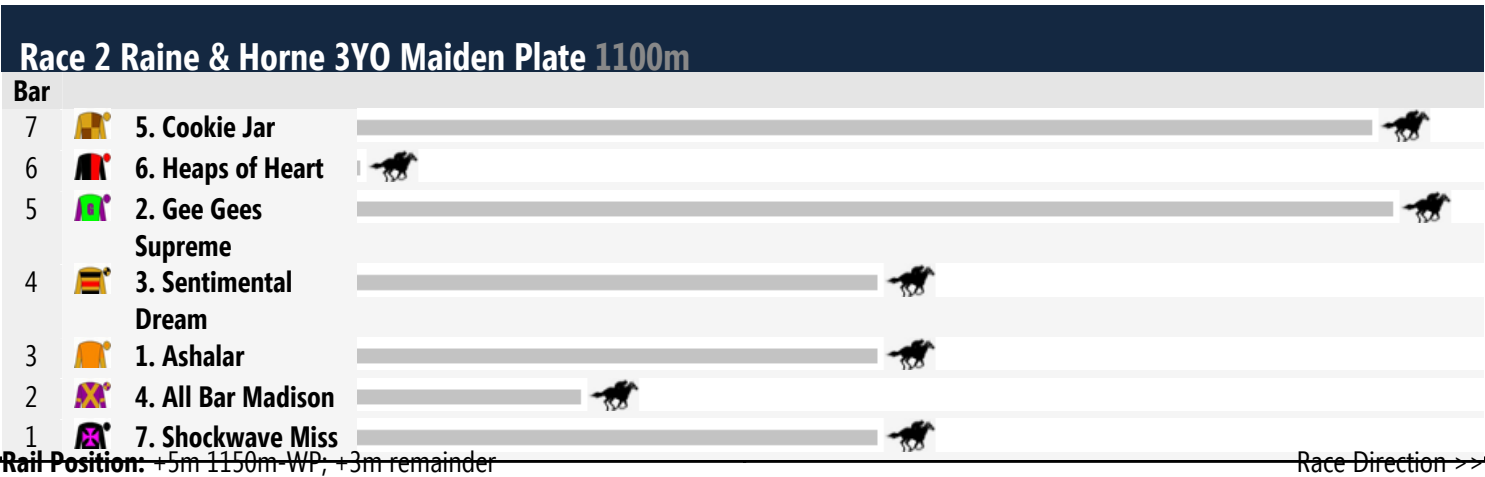 Race 2 Raine & Horne 3YO Maiden Plate 1100m
Bar
7 5. Cookie Jar
6 6. Heaps of Heart
5 G 2. Gee Gees
Supreme
4 3. Sentimental
Dream
3 1. Ashalar
2 4. All Bar Madison
1 7. Shockwave Miss
Rail Position: +5m 1150m-WP; +3m remainder Race Direction >>